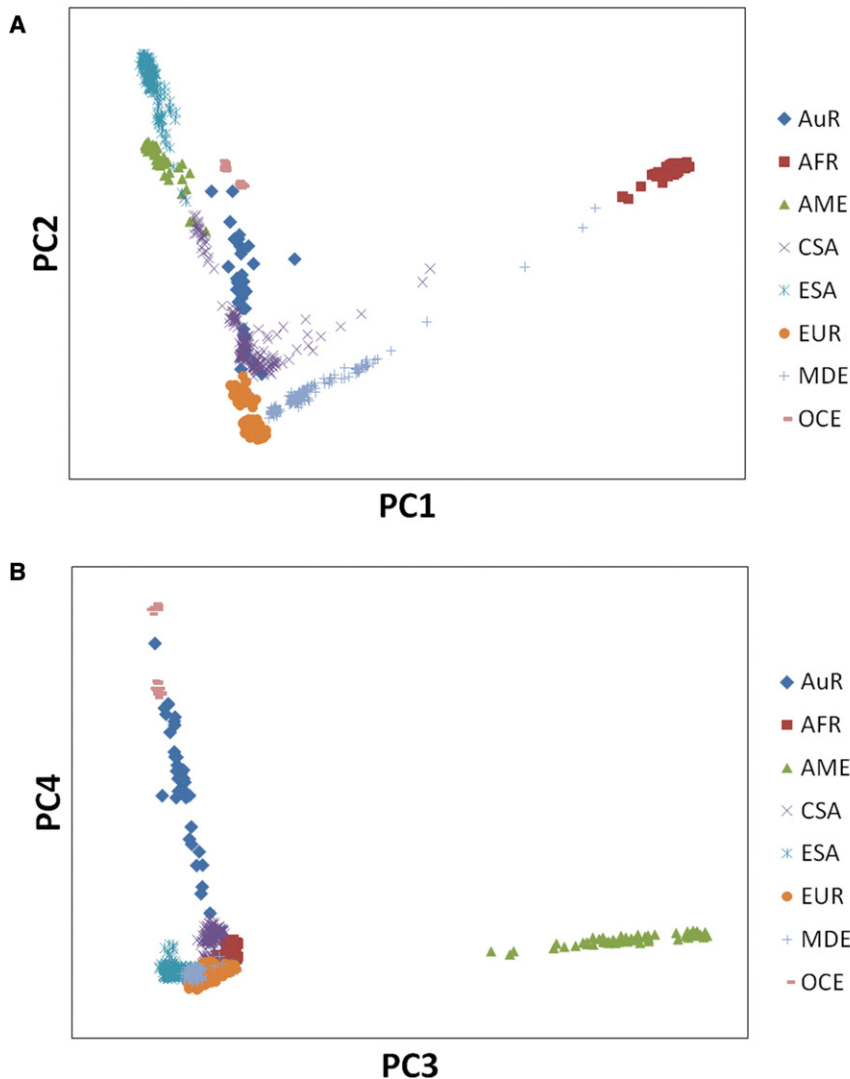 A
PC2
PC1
AuR
AFR
AME
CSA
ESA
EUR
MDE
OCE
B
PC4
PC3
AuR
AFR
AME
CSA
ESA
EUR
MDE
OCE